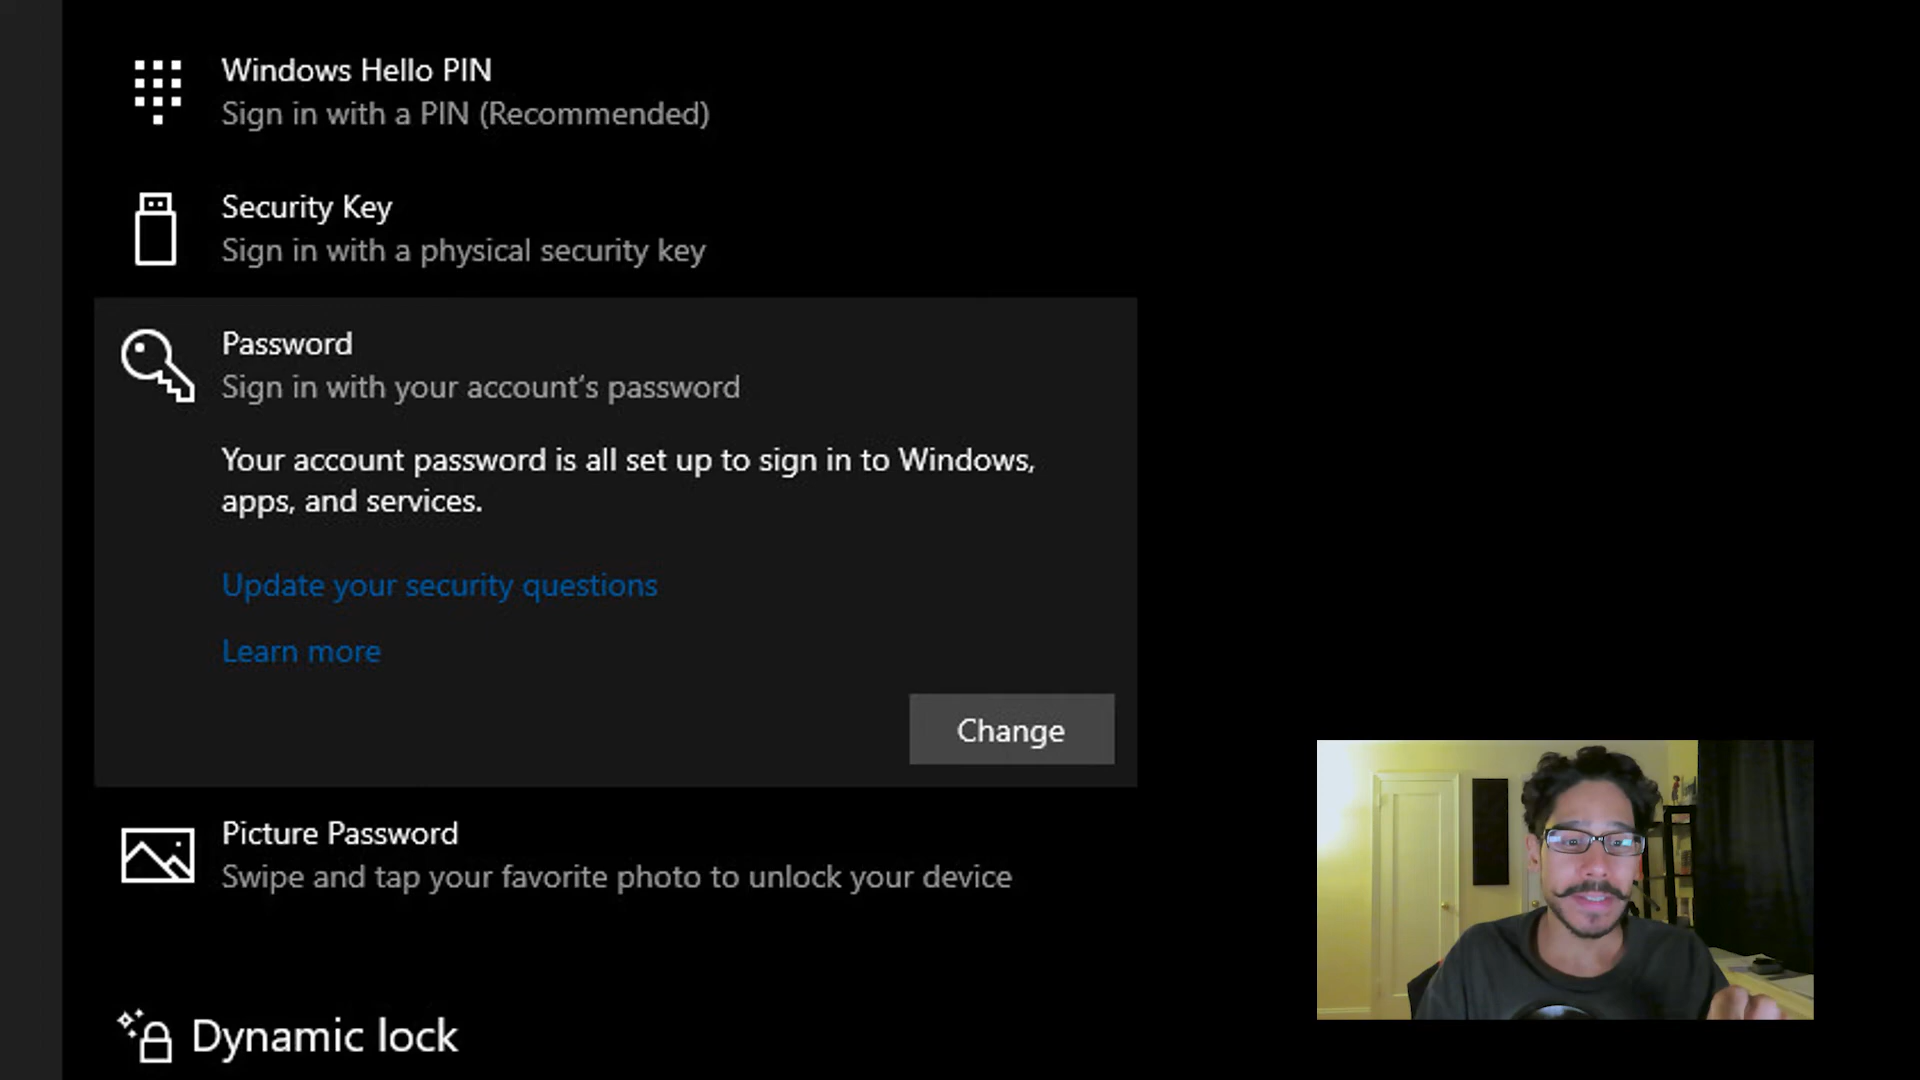 Windows Hello PIN
Sign in with a PIN (Recommended)
Security Key
Sign in with a physical security key
Password
Sign in with your account's password
Your account password is all set up to sign in to Windows,
apps, and services.
Update your security questions
Learn more
Change
Picture Password
Swipe and tap your favorite photo to unlock your device
Dynamic lock